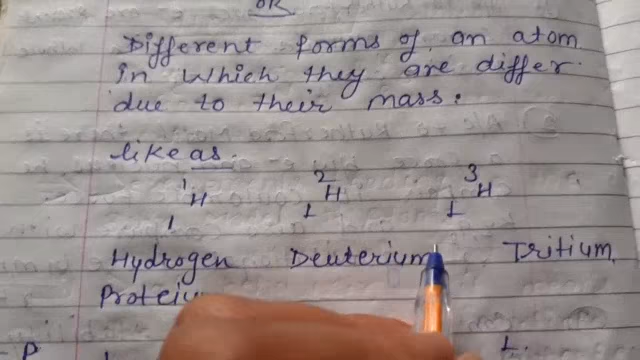 OR
Different forms of an atom
in which they are differ
due to their mass.
like as.
1 H 2 H 3 H
1 1 1
Hydrogen Deuterium Tritium
P L.